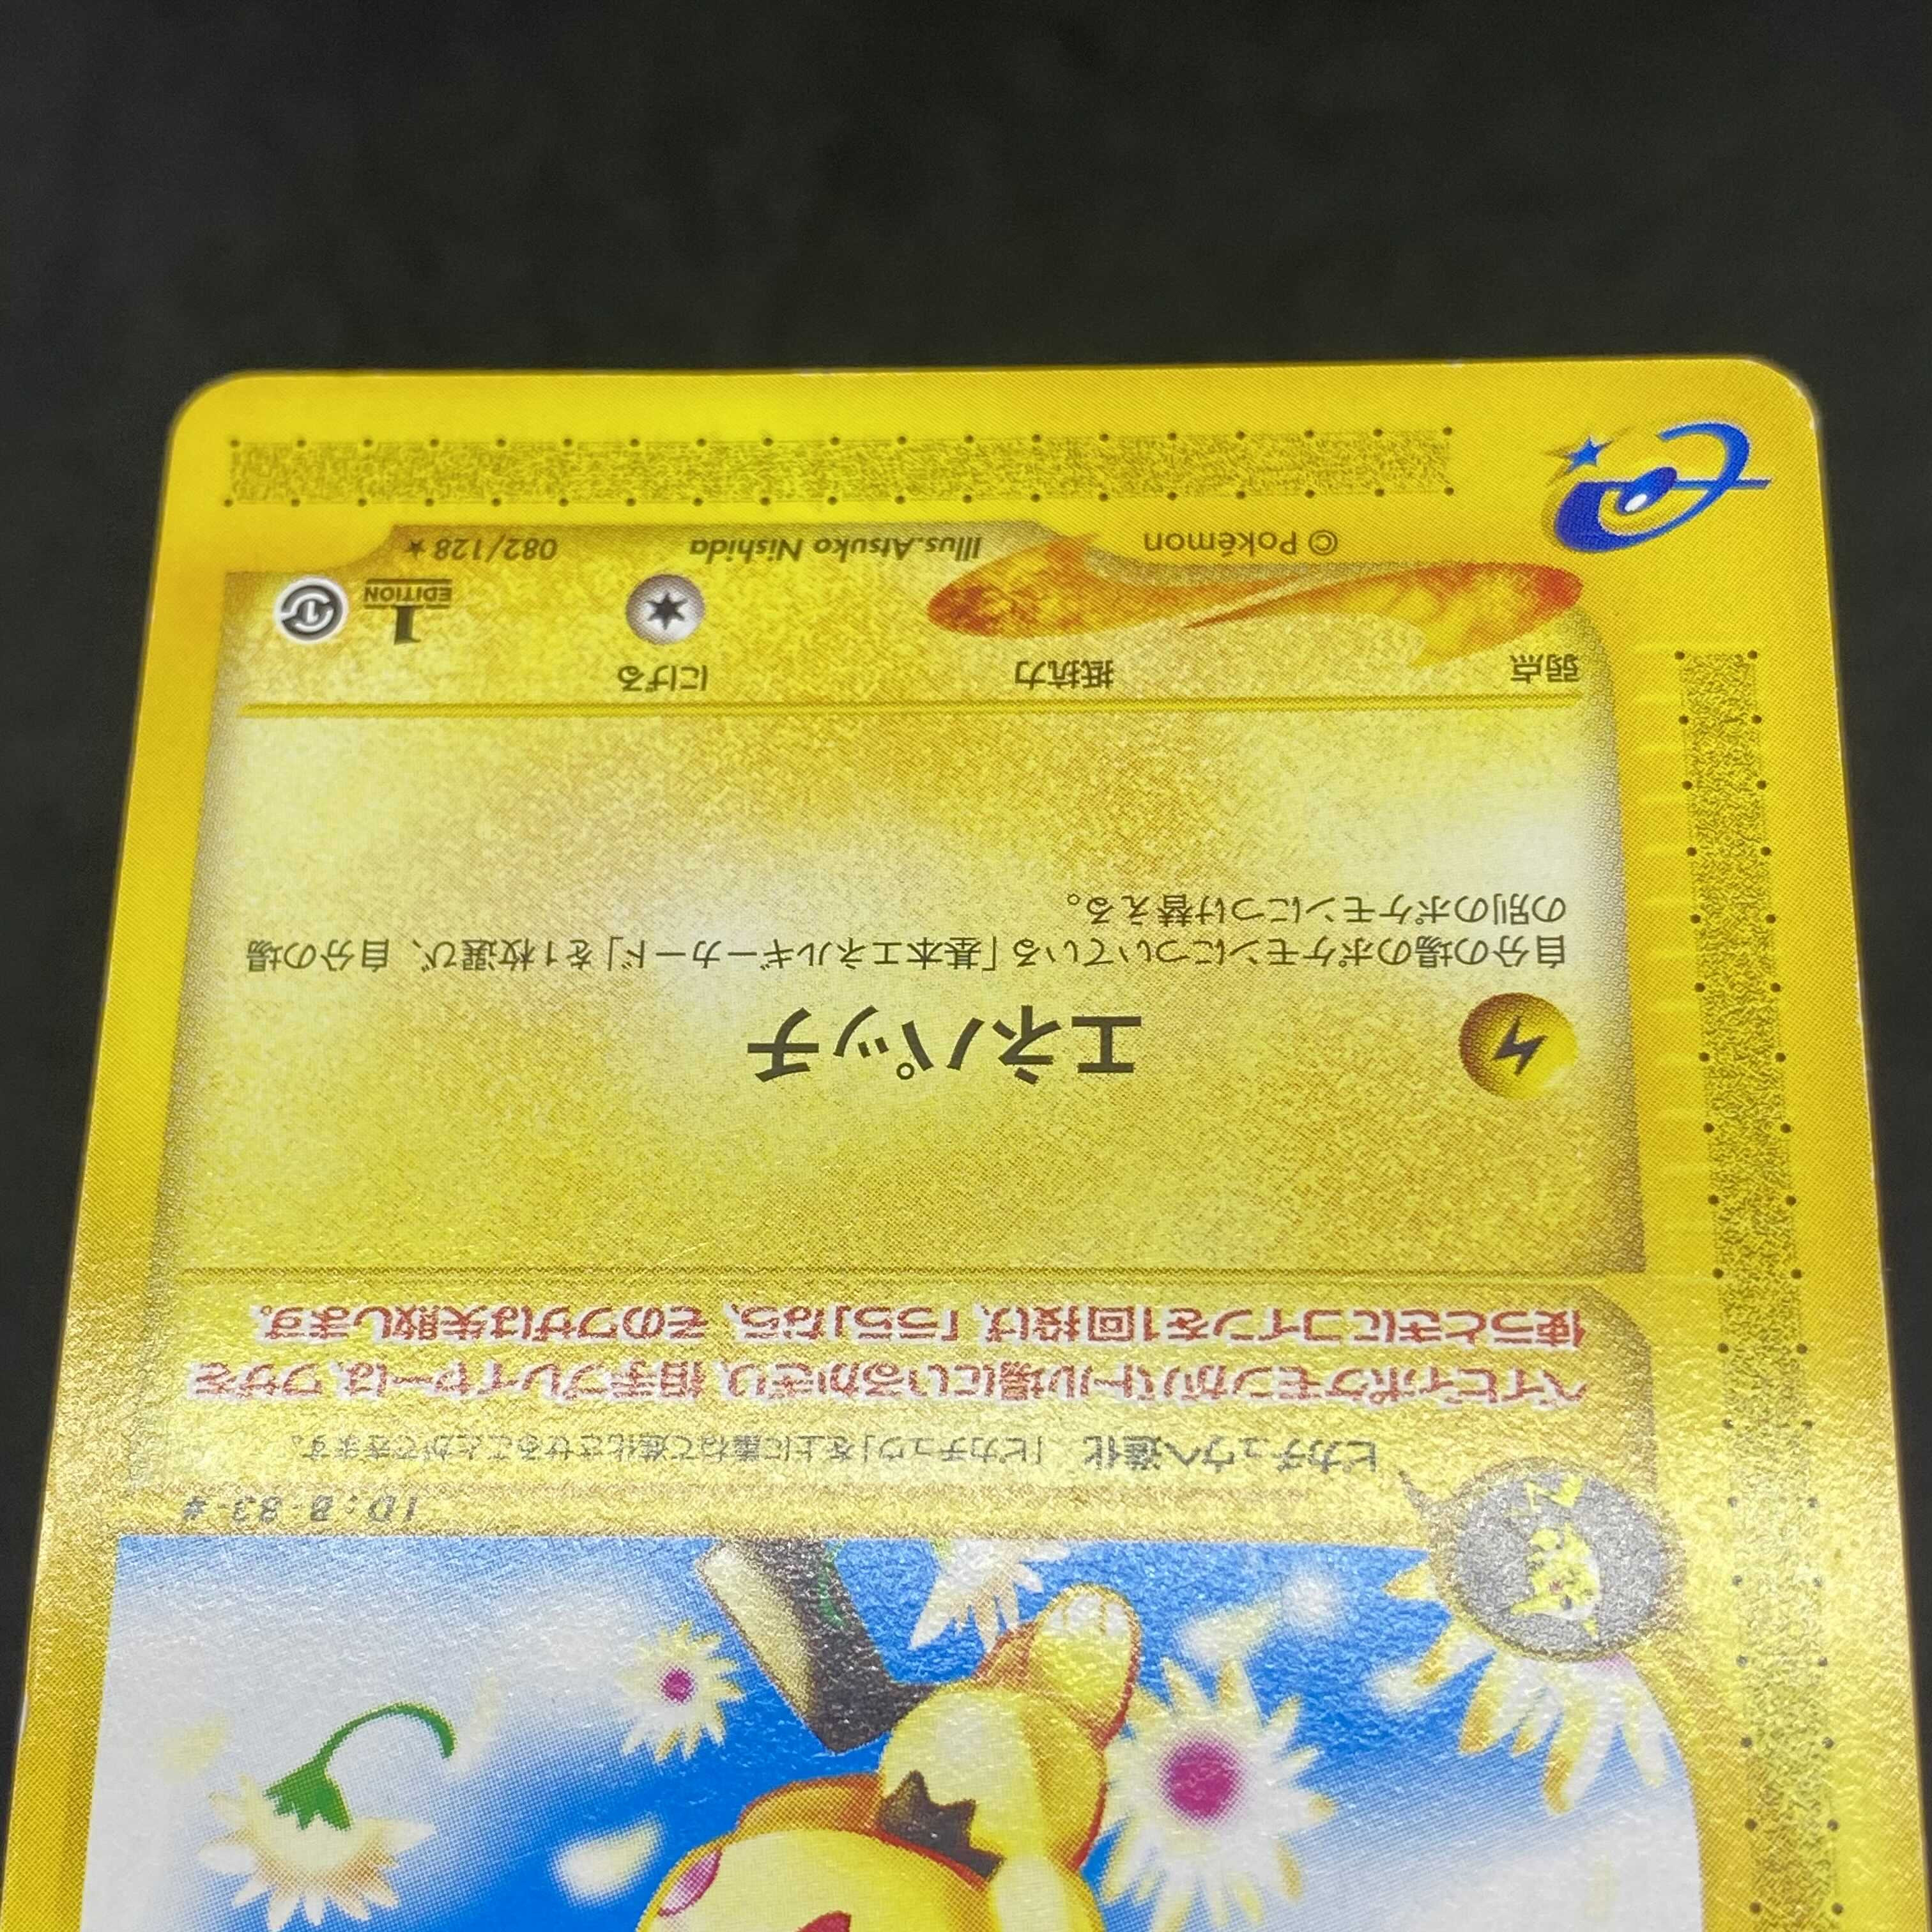 ID:B-83-#
ピカチュウへ進化 「ピカチュウ」を上に重ねて進化させることができます。
ベイビィポケモンがバトル場にいるかぎり、相手プレイヤーは、ワザを
使うときにコインを1回投げ、「うら」なら、そのワザは失敗します。
エネパッチ
自分の場のポケモンについている「基本エネルギーカード」を1枚選び、自分の場
の別のポケモンにつけ替える。
弱点 抵抗力 にげる
1 EDITION
© Pokémon Illus.Atsuko Nishida 082/128★